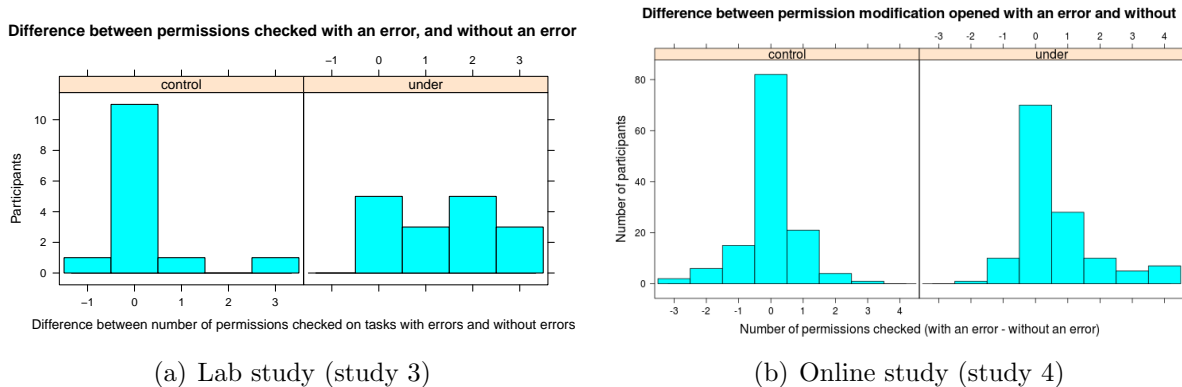 Difference between permissions checked with an error, and without an error
−1 0 1 2 3
control under
10
8
6
4
2
0
Participants
−1 0 1 2 3
Difference between number of permissions checked on tasks with errors and without errors
(a) Lab study (study 3)
Difference between permission modification opened with an error and without
-3 -2 -1 0 1 2 3 4
control under
80
60
40
20
0
Number of participants
-3 -2 -1 0 1 2 3 4
Number of permissions checked (with an error - without an error)
(b) Online study (study 4)